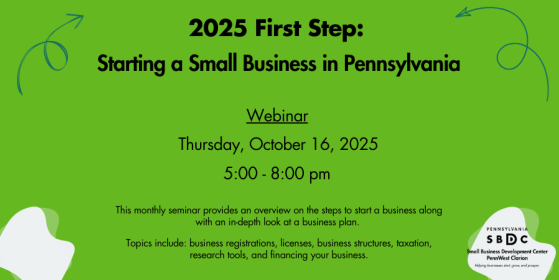 2025 First Step:
Starting a Small Business in Pennsylvania
Webinar
Thursday, October 16, 2025
5:00 - 8:00 pm
This monthly seminar provides an overview on the steps to start a business along
with an in-depth look at a business plan.
Topics include: business registrations, licenses, business structures, taxation,
research tools, and financing your business.
PENNSYLVANIA
SBDC
Small Business Development Center
PennWest Clarion
Helping businesses start, grow, and prosper.